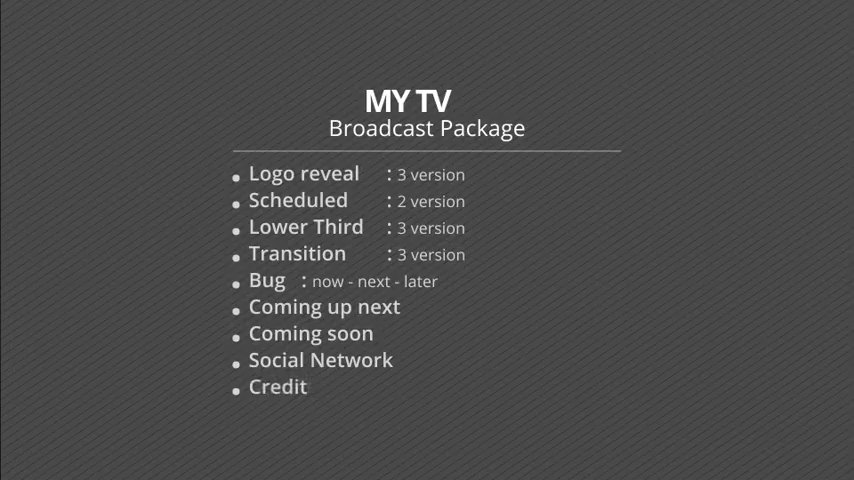 MY TV
Broadcast Package
• Logo reveal : 3 version
• Scheduled : 2 version
• Lower Third : 3 version
• Transition : 3 version
• Bug : now - next - later
• Coming up next
• Coming soon
• Social Network
• Credit